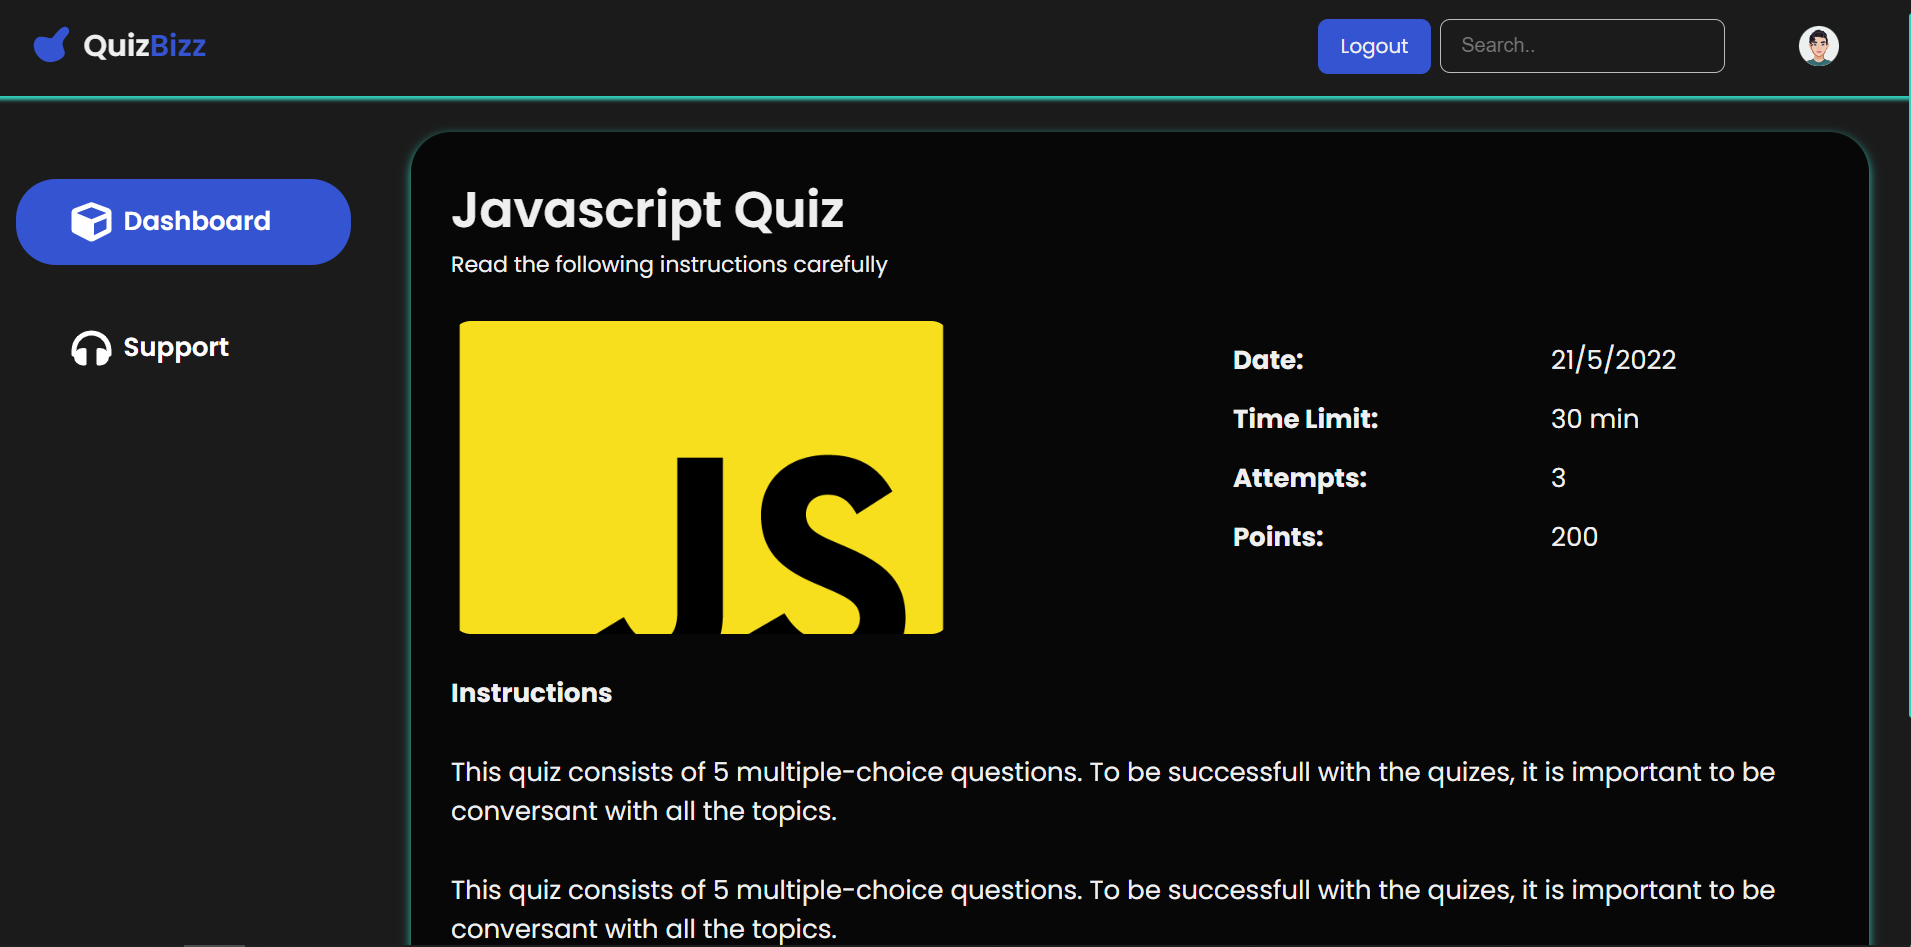 QuizBizz
Logout
Search..
Dashboard
Support
Javascript Quiz
Read the following instructions carefully
JS
Date: 21/5/2022
Time Limit: 30 min
Attempts: 3
Points: 200
Instructions
This quiz consists of 5 multiple-choice questions. To be successfull with the quizes, it is important to be
conversant with all the topics.
This quiz consists of 5 multiple-choice questions. To be successfull with the quizes, it is important to be
conversant with all the topics.